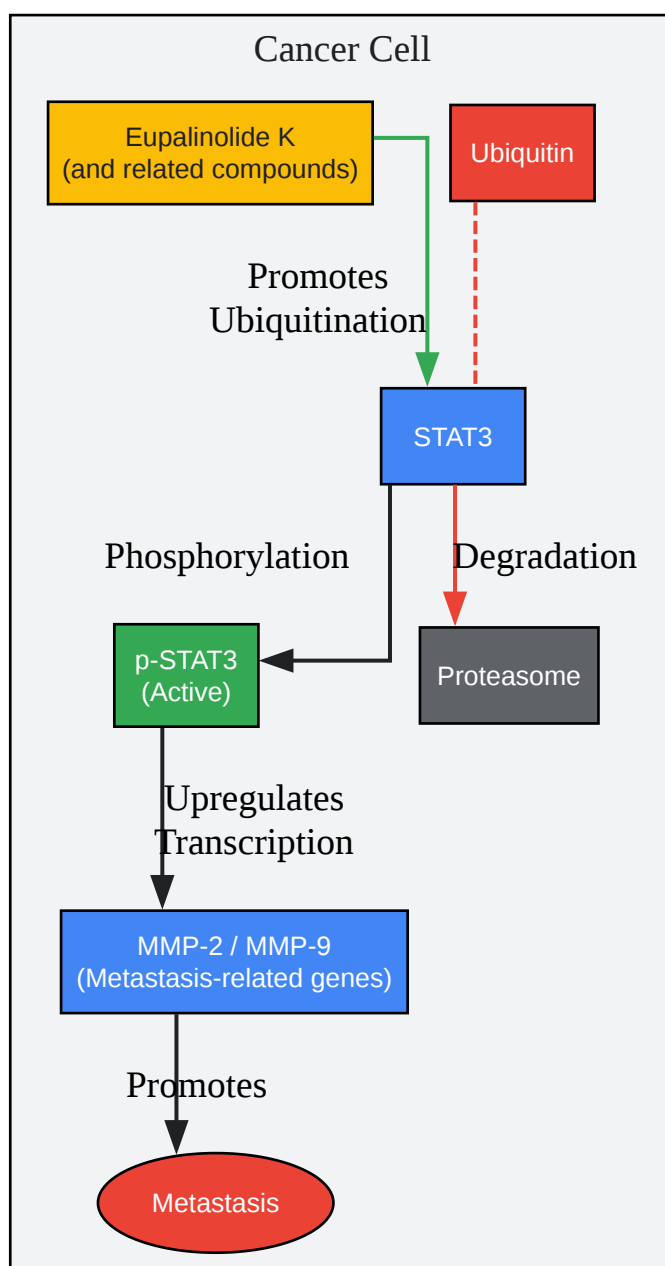 Cancer Cell
Eupalinolide K
(and related compounds)
Ubiquitin
Promotes
Ubiquitination
STAT3
Phosphorylation
Degradation
p-STAT3
(Active)
Proteasome
Upregulates
Transcription
MMP-2 / MMP-9
(Metastasis-related genes)
Promotes
Metastasis